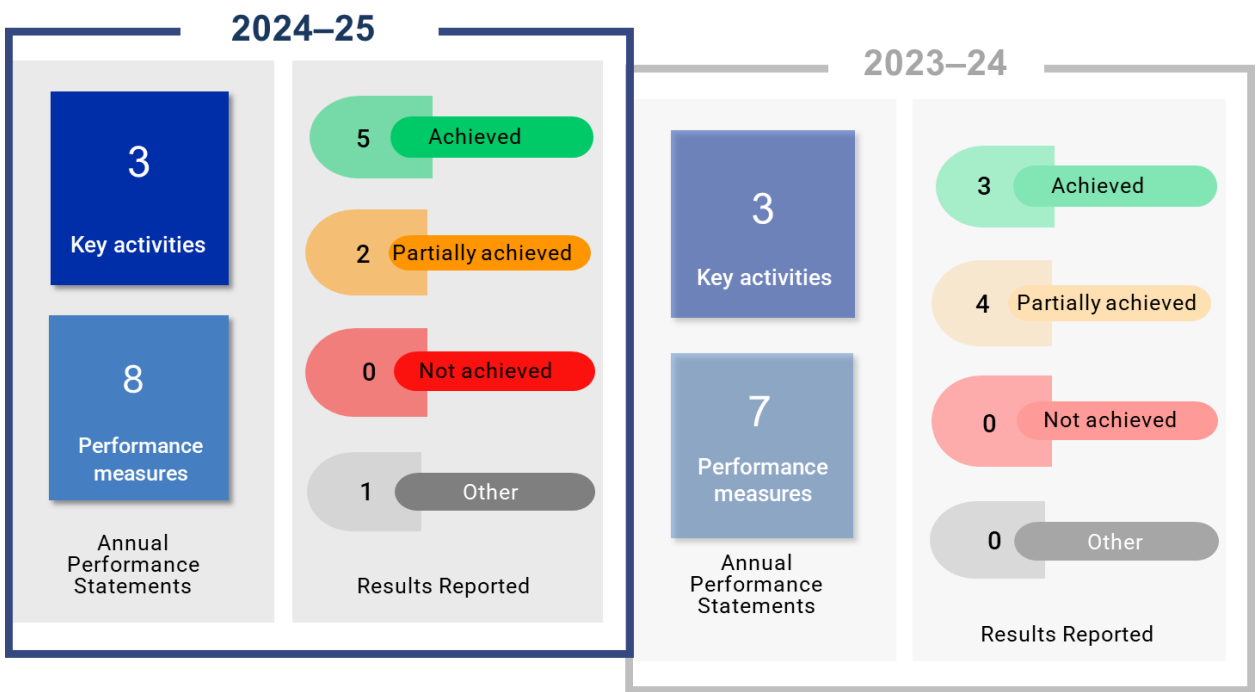 2024–25
3
Key activities
8
Performance
measures
Annual
Performance
Statements
5 Achieved
2 Partially achieved
0 Not achieved
1 Other
Results Reported
2023–24
3
Key activities
7
Performance
measures
Annual
Performance
Statements
3 Achieved
4 Partially achieved
0 Not achieved
0 Other
Results Reported